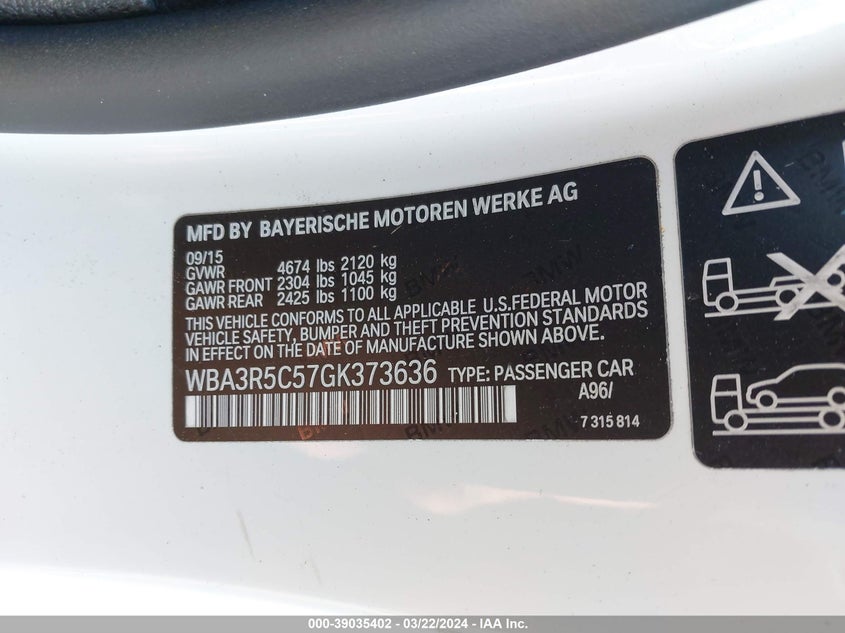 MFD BY BAYERISCHE MOTOREN WERKE AG
09/15
GVWR 4674 lbs 2120 kg
GAWR FRONT 2304 lbs 1045 kg
GAWR REAR 2425 lbs 1100 kg
THIS VEHICLE CONFORMS TO ALL APPLICABLE U.S.FEDERAL MOTOR
VEHICLE SAFETY, BUMPER AND THEFT PREVENTION STANDARDS
IN EFFECT ON THE DATE OF MANUFACTURE SHOWN ABOVE.
WBA3R5C57GK373636 TYPE: PASSENGER CAR
A96/
7 315 814
000-39035402 - 03/22/2024 - IAAI.COM